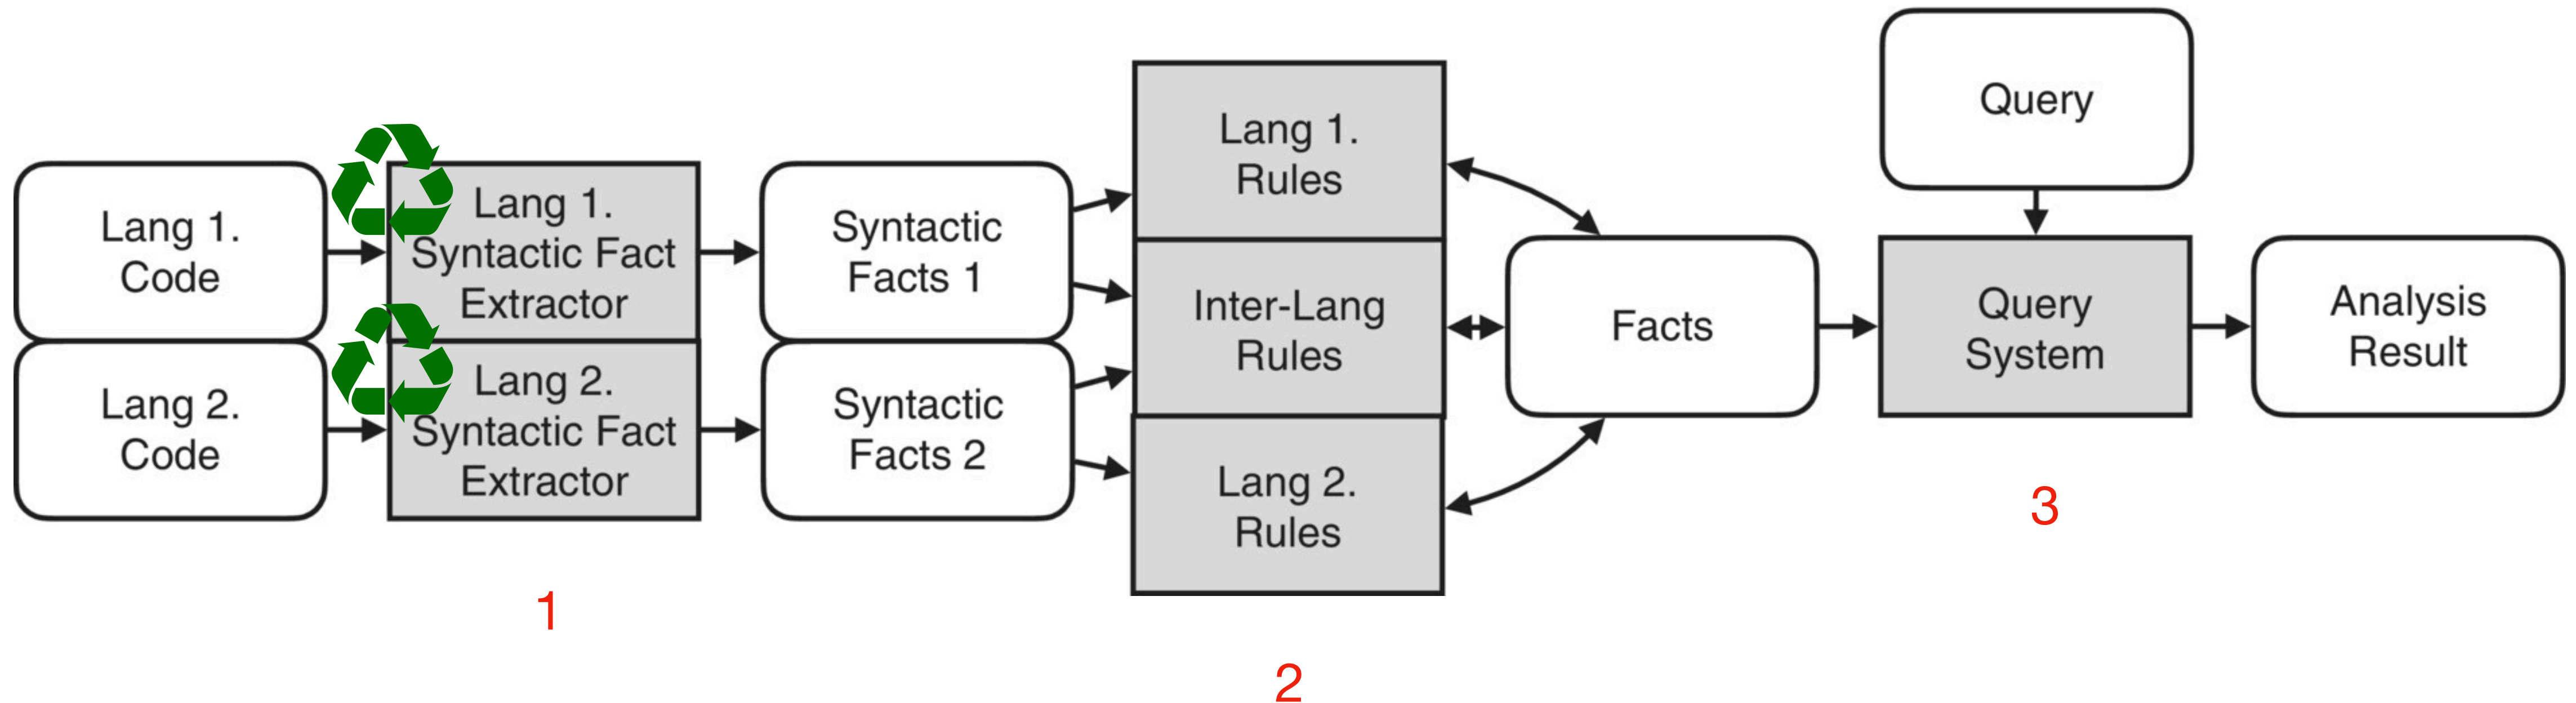 Lang 1.
Code
Lang 2.
Code
Lang 1.
Syntactic Fact
Extractor
Lang 2.
Syntactic Fact
Extractor
1
Syntactic
Facts 1
Syntactic
Facts 2
Lang 1.
Rules
Inter-Lang
Rules
Lang 2.
Rules
2
Facts
Query
Query
System
3
Analysis
Result